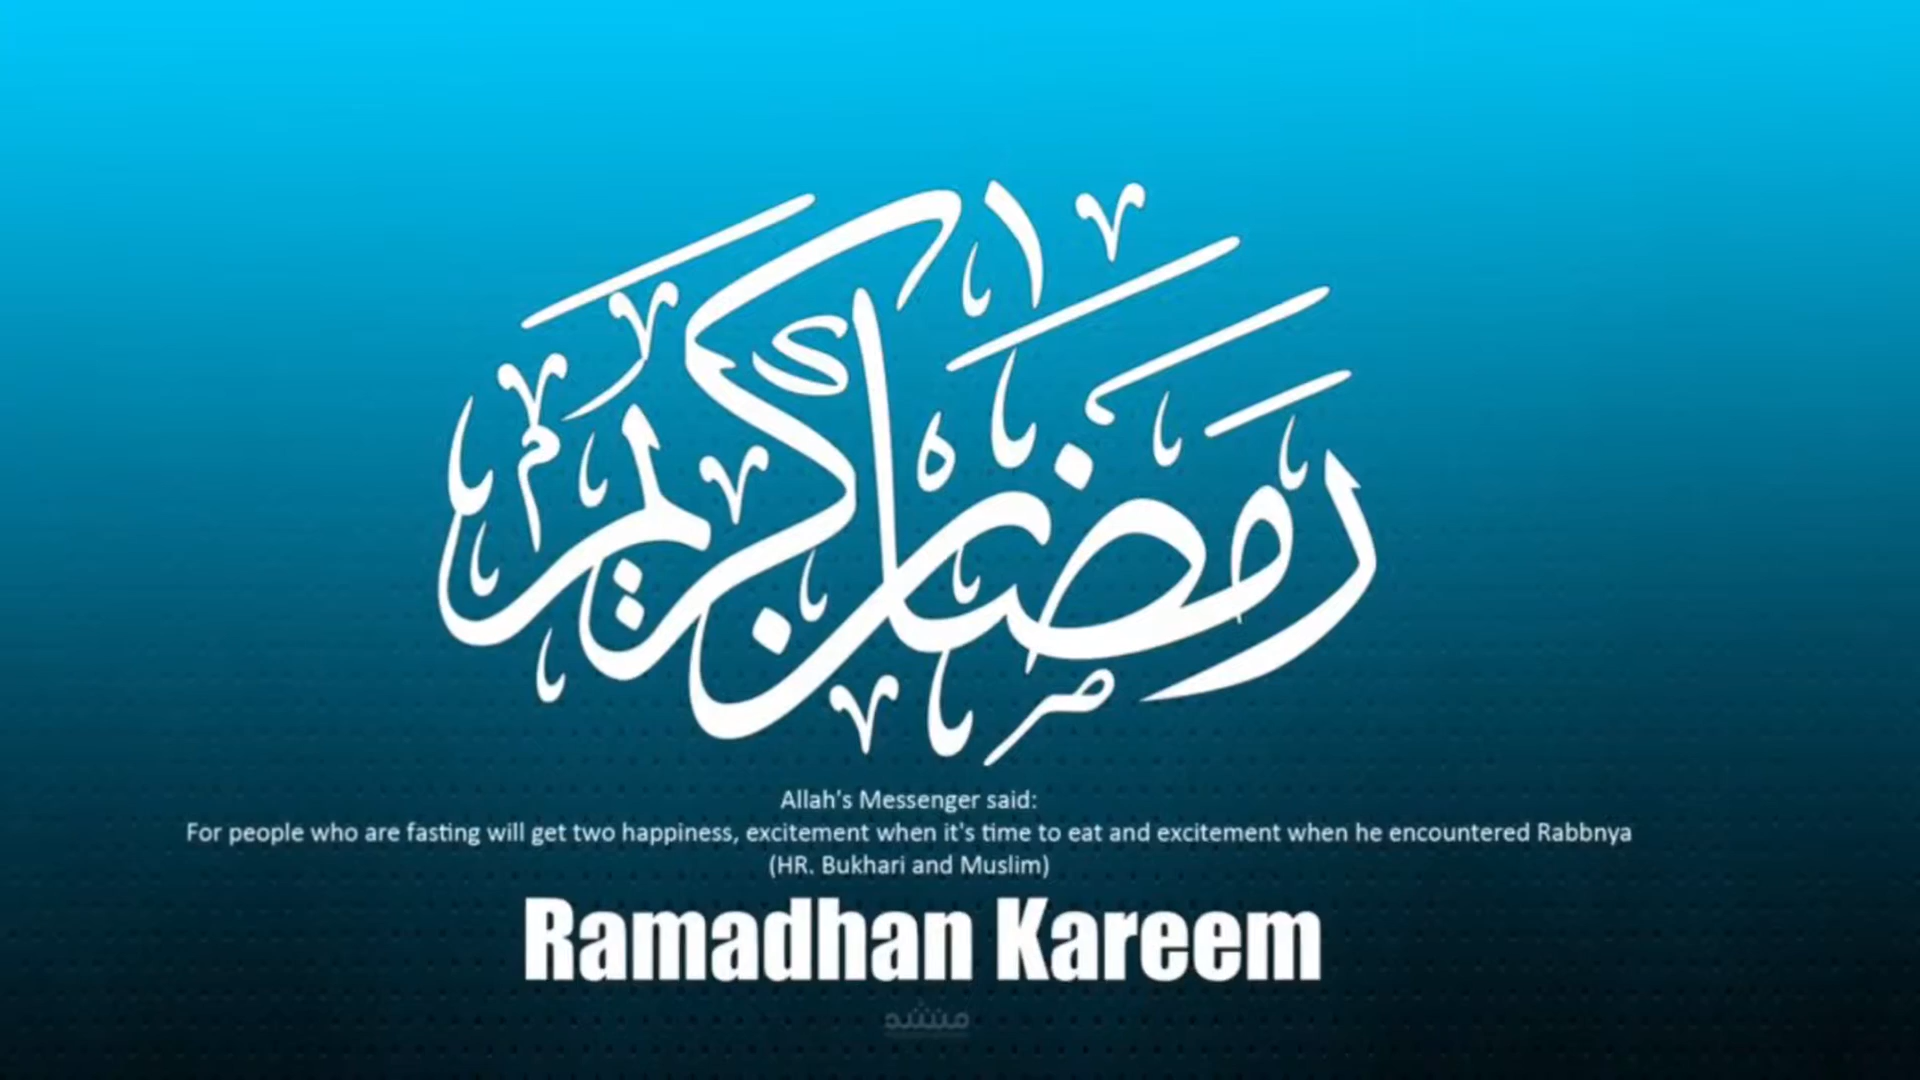 رمضان كريم
Allah's Messenger said:
For people who are fasting will get two happiness, excitement when it's time to eat and excitement when he encountered Rabbnya
(HR. Bukhari and Muslim)
Ramadhan Kareem